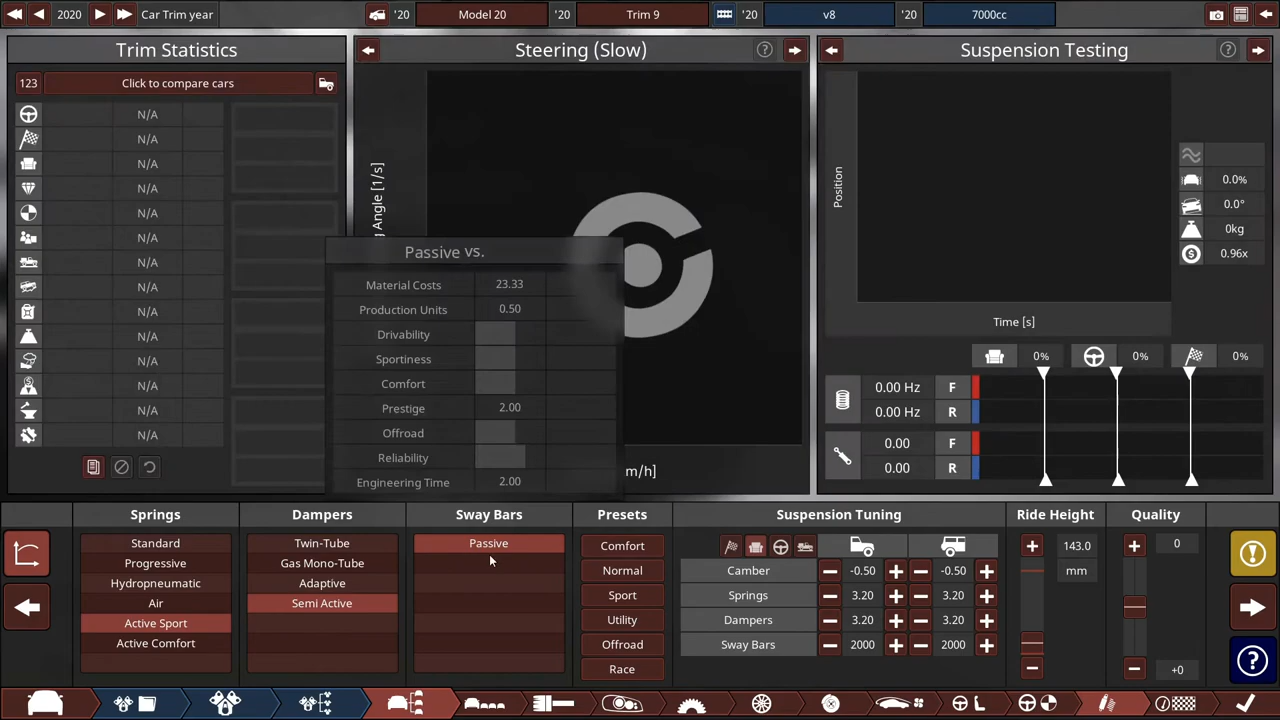 2020 Car Trim year '20 Model 20 '20 Trim 9 '20 v8 '20 7000cc
Trim Statistics
123 Click to compare cars
N/A
N/A
N/A
N/A
N/A
N/A
N/A
N/A
N/A
N/A
N/A
N/A
N/A
N/A
Steering (Slow) ?
Angle [1/s]
m/h]
Passive vs.
Material Costs 23.33
Production Units 0.50
Drivability
Sportiness
Comfort
Prestige 2.00
Offroad
Reliability
Engineering Time 2.00
Suspension Testing ?
Position
Time [s]
0.0%
0.0°
0kg
0.96x
0% 0% 0%
0.00 Hz F
0.00 Hz R
0.00 F
0.00 R
Springs
Standard
Progressive
Hydropneumatic
Air
Active Sport
Active Comfort
Dampers
Twin-Tube
Gas Mono-Tube
Adaptive
Semi Active
Sway Bars
Passive
Presets
Comfort
Normal
Sport
Utility
Offroad
Race
Suspension Tuning
Camber -0.50 -0.50
Springs 3.20 3.20
Dampers 3.20 3.20
Sway Bars 2000 2000
Ride Height
143.0
mm
Quality
0
+0
?